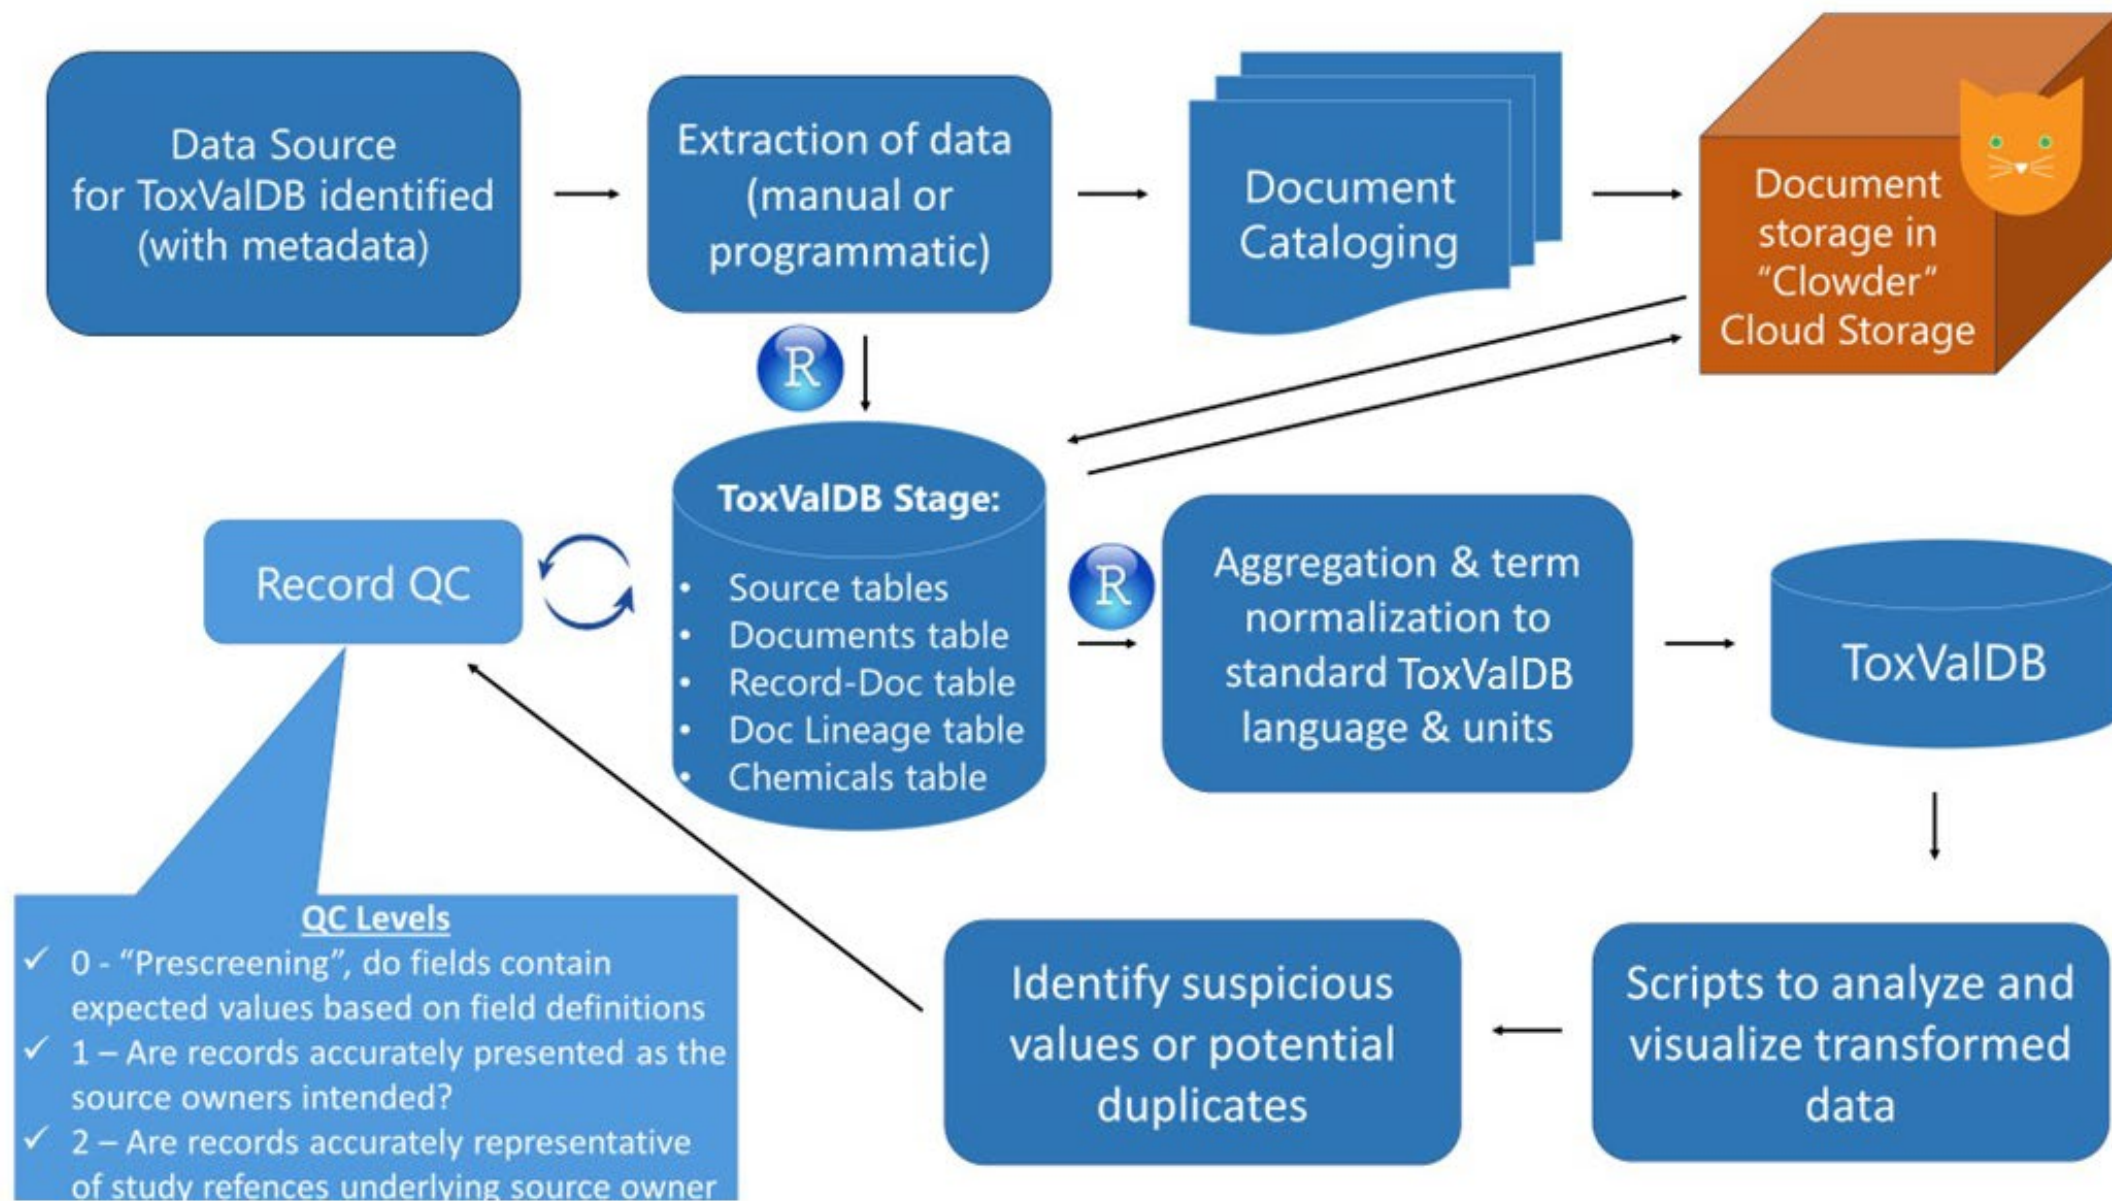 Data Source
for ToxValDB identified
(with metadata)
Extraction of data
(manual or
programmatic)
Document
Cataloging
Document
storage in
“Clowder”
Cloud Storage
R
ToxValDB Stage:
• Source tables
• Documents table
• Record-Doc table
• Doc Lineage table
• Chemicals table
Record QC
R
Aggregation & term
normalization to
standard ToxValDB
language & units
ToxValDB
QC Levels
✓ 0 - “Prescreening”, do fields contain
expected values based on field definitions
✓ 1 – Are records accurately presented as the
source owners intended?
✓ 2 – Are records accurately representative
of study refences underlying source owner
Identify suspicious
values or potential
duplicates
Scripts to analyze and
visualize transformed
data